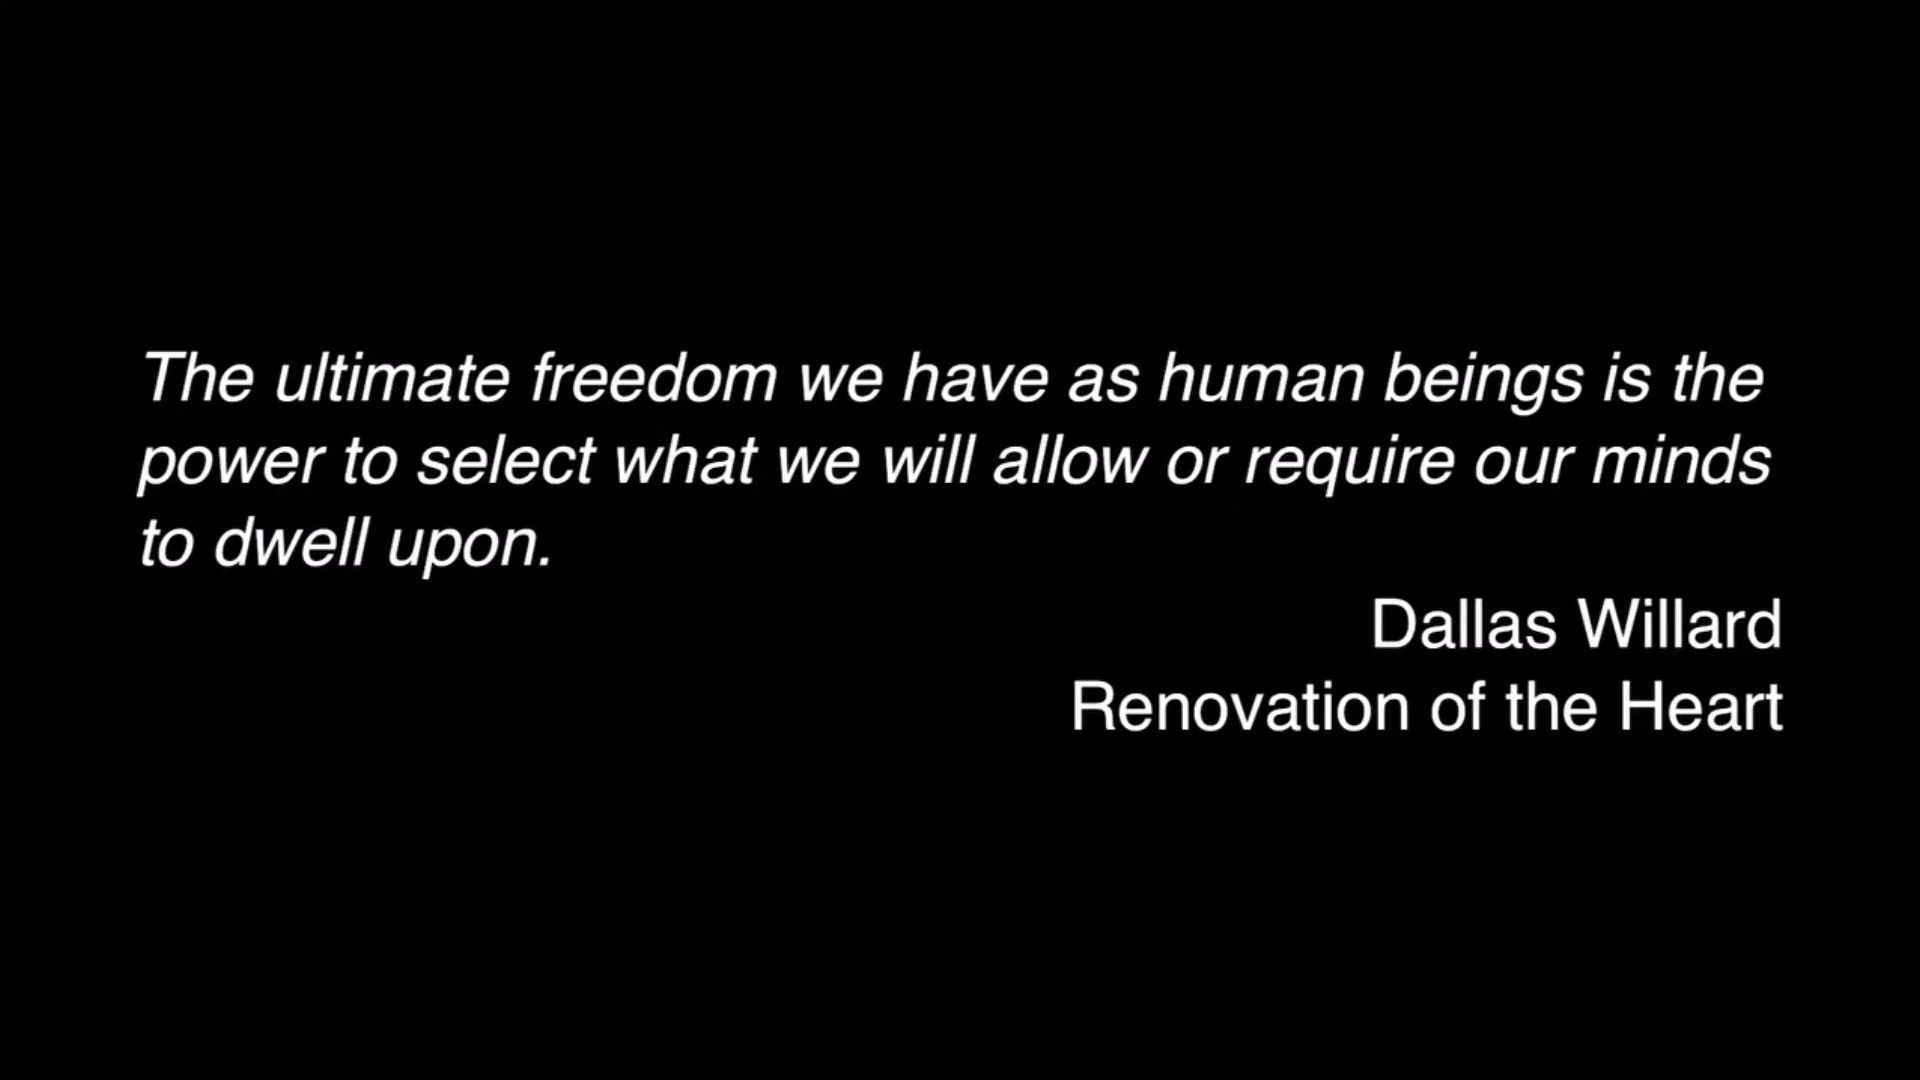 The ultimate freedom we have as human beings is the
power to select what we will allow or require our minds
to dwell upon.
Dallas Willard
Renovation of the Heart